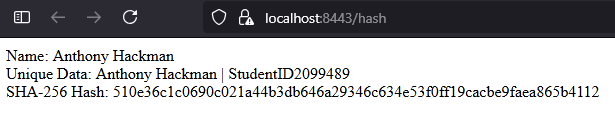 localhost:8443/hash
Name: Anthony Hackman
Unique Data: Anthony Hackman | StudentID2099489
SHA-256 Hash: 510e36c1c0690c021a44b3db646a29346c634e53f0ff19cacbe9faea865b4112